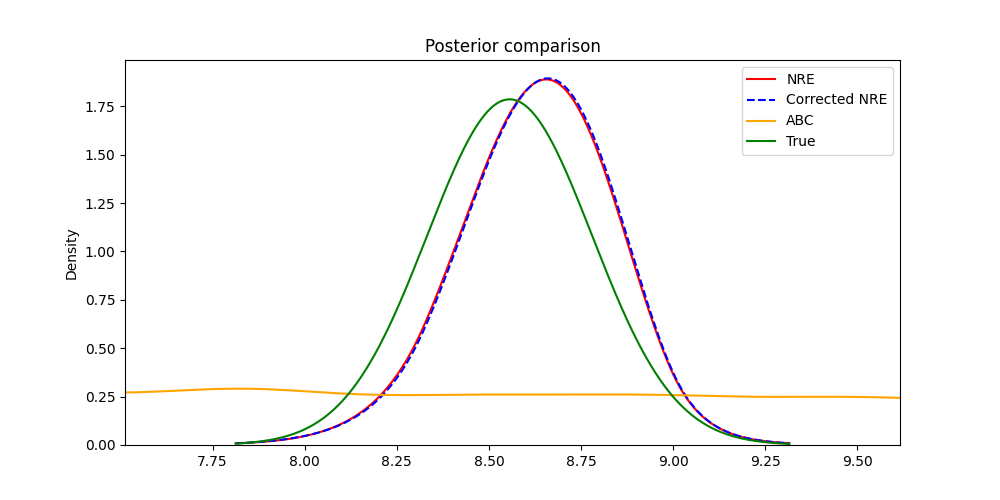 Posterior comparison
NRE
Corrected NRE
ABC
True
Density
1.75
1.50
1.25
1.00
0.75
0.50
0.25
0.00
7.75 8.00 8.25 8.50 8.75 9.00 9.25 9.50